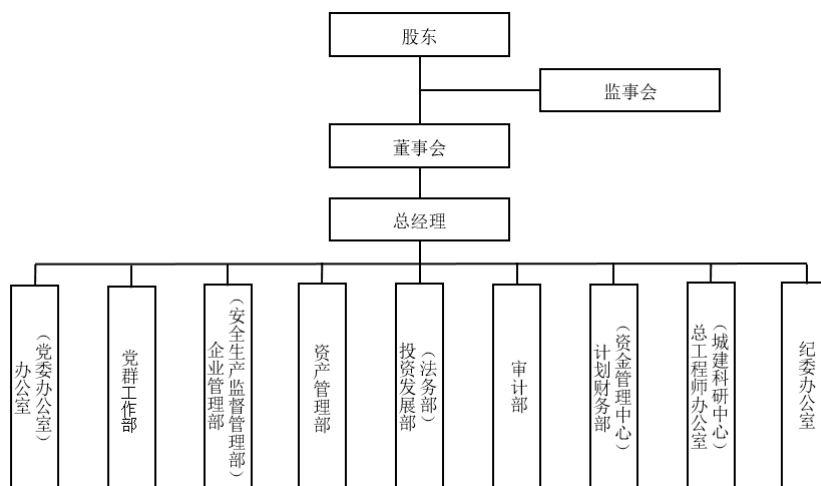 股东
监事会
董事会
总经理
办公室
（党委办公室）
党群工作部
企业管理部
（安全生产监督管理部）
资产管理部
投资发展部
（法务部）
审计部
计划财务部
（资金管理中心）
总工程师办公室
（城建科研中心）
纪委办公室